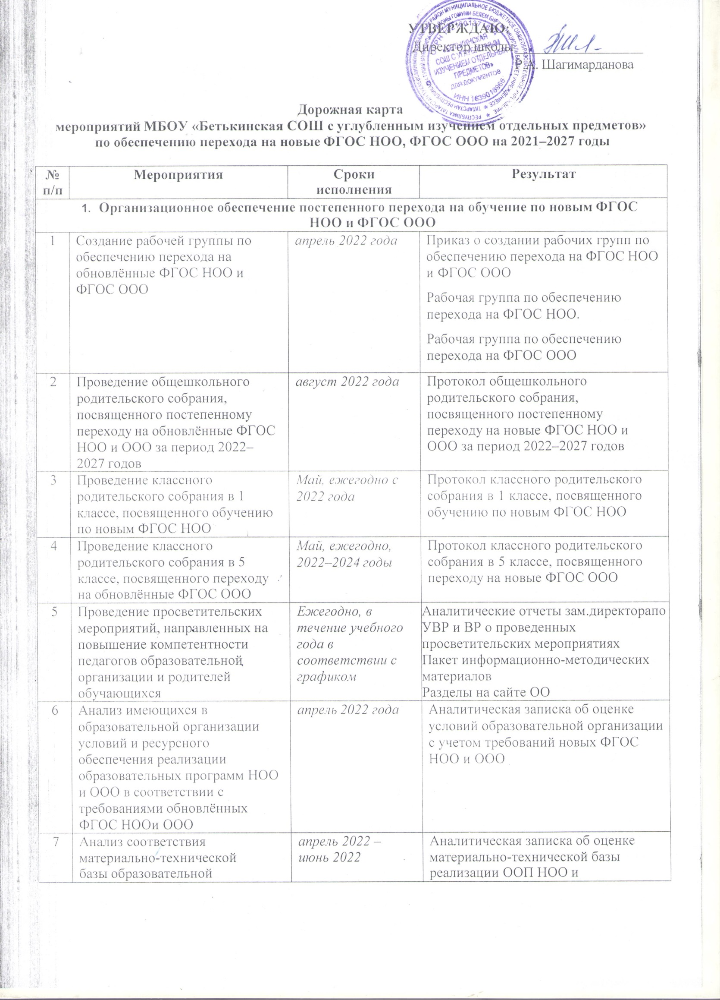 УТВЕРЖДАЮ:
Директор школы
Р.А. Шагимарданова
«БЕТЬКИНСКАЯ
СОШ С УГЛУБЛЕННЫМ
ИЗУЧЕНИЕМ ОТДЕЛЬНЫХ
ПРЕДМЕТОВ»
ДЛЯ ДОКУМЕНТОВ
ИНН 1639018966
Дорожная карта
мероприятий МБОУ «Бетькинская СОШ с углубленным изучением отдельных предметов»
по обеспечению перехода на новые ФГОС НОО, ФГОС ООО на 2021–2027 годы
№
п/п
Мероприятия
Сроки
исполнения
Результат
1. Организационное обеспечение постепенного перехода на обучение по новым ФГОС
НОО и ФГОС ООО
1
Создание рабочей группы по
обеспечению перехода на
обновлённые ФГОС НОО и
ФГОС ООО
апрель 2022 года
Приказ о создании рабочих групп по
обеспечению перехода на ФГОС НОО
и ФГОС ООО
Рабочая группа по обеспечению
перехода на ФГОС НОО.
Рабочая группа по обеспечению
перехода на ФГОС ООО
2
Проведение общешкольного
родительского собрания,
посвященного постепенному
переходу на обновлённые ФГОС
НОО и ООО за период 2022–
2027 годов
август 2022 года
Протокол общешкольного
родительского собрания,
посвященного постепенному
переходу на новые ФГОС НОО и
ООО за период 2022–2027 годов
3
Проведение классного
родительского собрания в 1
классе, посвященного обучению
по новым ФГОС НОО
Май, ежегодно с
2022 года
Протокол классного родительского
собрания в 1 классе, посвященного
обучению по новым ФГОС НОО
4
Проведение классного
родительского собрания в 5
классе, посвященного переходу
на обновлённые ФГОС ООО
Май, ежегодно,
2022–2024 годы
Протокол классного родительского
собрания в 5 классе, посвященного
переходу на новые ФГОС ООО
5
Проведение просветительских
мероприятий, направленных на
повышение компетентности
педагогов образовательной
организации и родителей
обучающихся
Ежегодно, в
течение учебного
года в
соответствии с
графиком
Аналитические отчеты зам.директорапо
УВР и ВР о проведенных
просветительских мероприятиях
Пакет информационно-методических
материалов
Разделы на сайте ОО
6
Анализ имеющихся в
образовательной организации
условий и ресурсного
обеспечения реализации
образовательных программ НОО
и ООО в соответствии с
требованиями обновлённых
ФГОС НООи ООО
апрель 2022 года
Аналитическая записка об оценке
условий образовательной организации
с учетом требований новых ФГОС
НОО и ООО
7
Анализ соответствия
материально-технической
базы образовательной
апрель 2022 –
июнь 2022
Аналитическая записка об оценке
материально-технической базы
реализации ООП НОО и